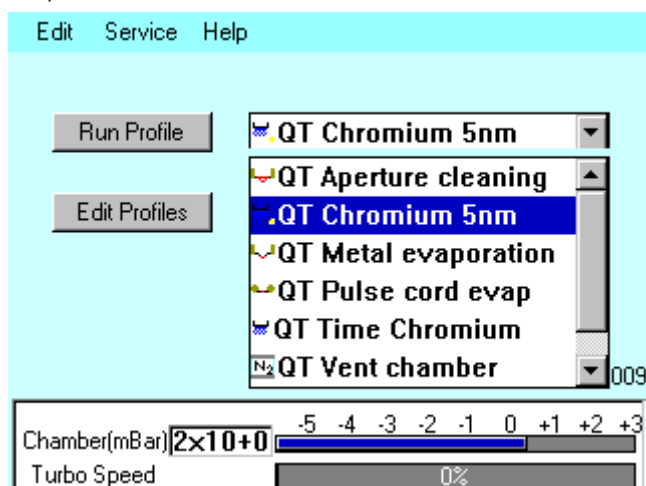 Edit Service Help
Run Profile
QT Chromium 5nm
QT Aperture cleaning
Edit Profiles
QT Chromium 5nm
QT Metal evaporation
QT Pulse cord evap
QT Time Chromium
N2 QT Vent chamber
009
-5 -4 -3 -2 -1 0 +1 +2 +3
Chamber(mBar) 2x10+0
Turbo Speed 0%